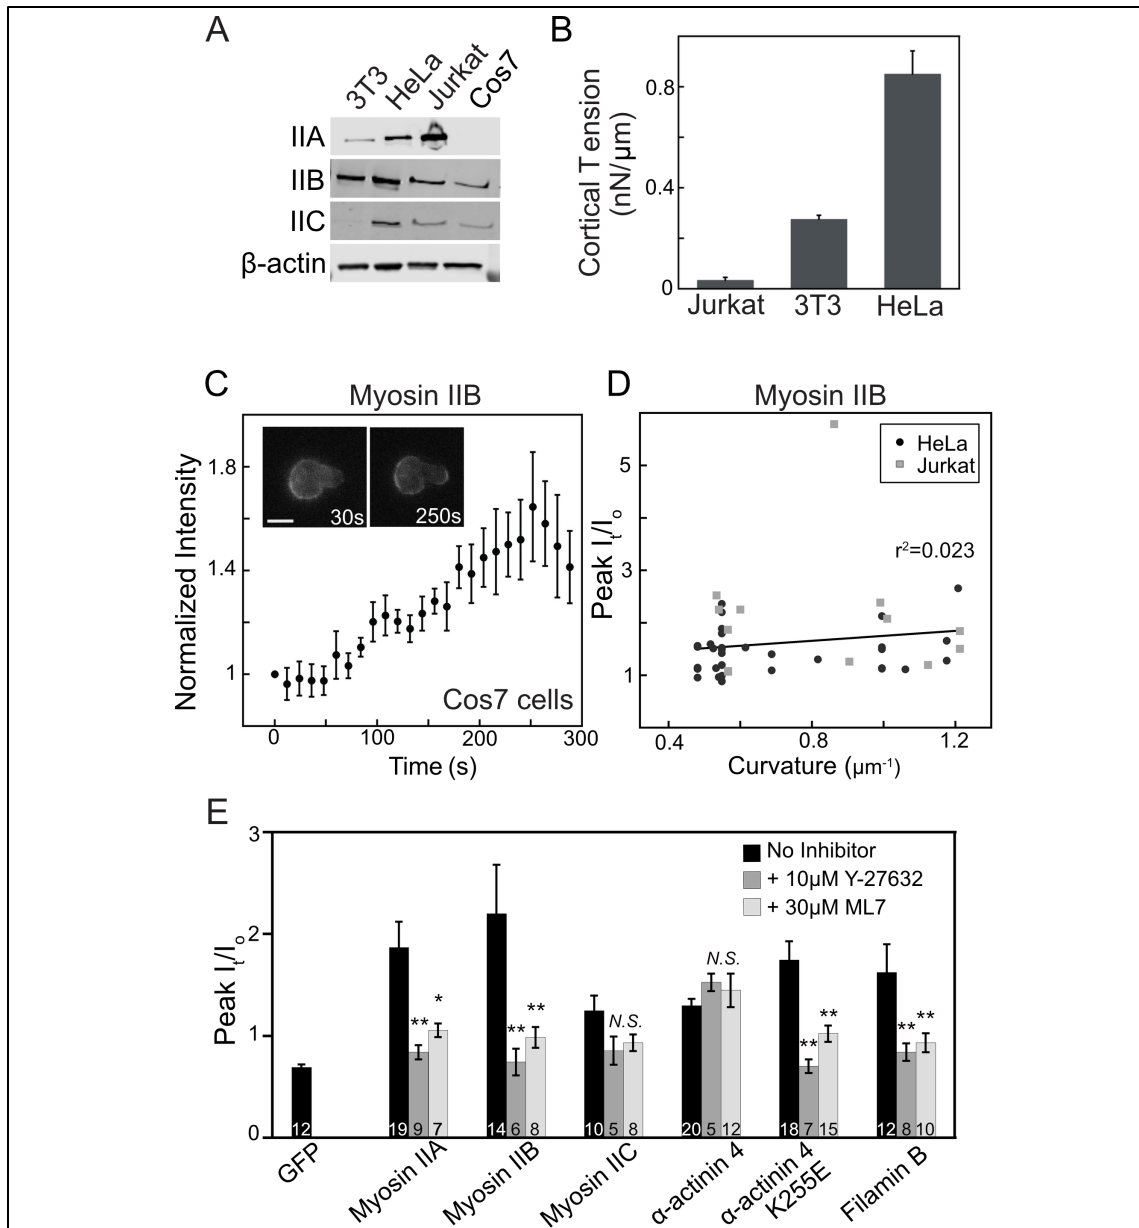 A
3T3
HeLa
Jurkat
Cos7
IIA
IIB
IIC
β-actin
B
Cortical Tension
(nN/μm)
0.8
0.4
0
Jurkat
3T3
HeLa
C
Myosin IIB
Normalized Intensity
1.8
1.4
1
30s
250s
Cos7 cells
0
100
200
300
Time (s)
D
Myosin IIB
HeLa
Jurkat
Peak It/Io
5
3
1
r²=0.023
0.4
0.8
1.2
Curvature (μm⁻¹)
E
Peak It/Io
3
2
1
0
No Inhibitor
+ 10μM Y-27632
+ 30μM ML7
** *
** **
N.S.
N.S.
** **
** **
12
19 9 7
14 6 8
10 5 8
20 5 12
18 7 15
12 8 10
GFP
Myosin IIA
Myosin IIB
Myosin IIC
α-actinin 4
α-actinin 4
K255E
Filamin B